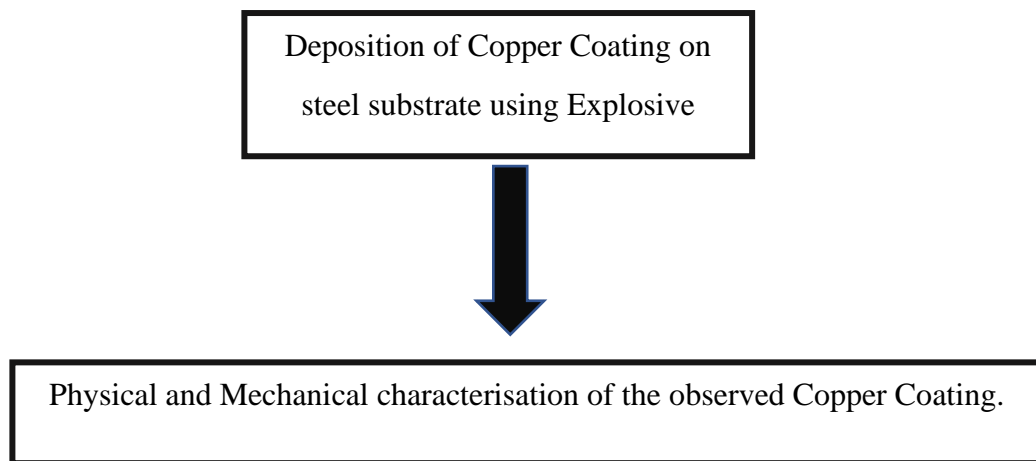 Deposition of Copper Coating on
steel substrate using Explosive
Physical and Mechanical characterisation of the observed Copper Coating.